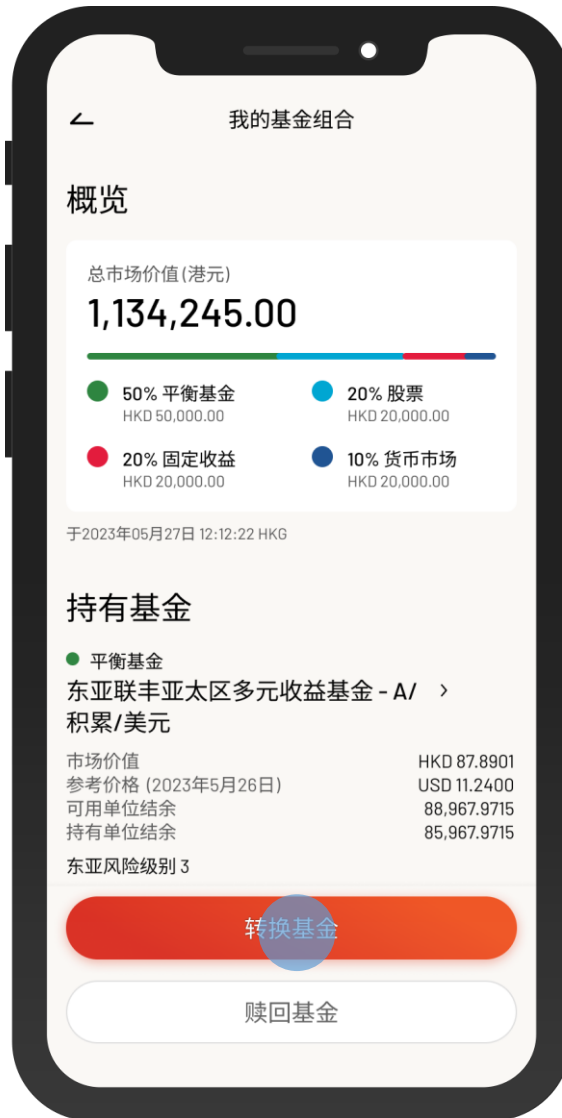 我的基金组合
概览
总市场价值(港元)
1,134,245.00
50% 平衡基金
HKD 50,000.00
20% 股票
HKD 20,000.00
20% 固定收益
HKD 20,000.00
10% 货币市场
HKD 20,000.00
于2023年05月27日 12:12:22 HKG
持有基金
平衡基金
东亚联丰亚太区多元收益基金 - A/
积累/美元
市场价值 HKD 87.8901
参考价格 (2023年5月26日) USD 11.2400
可用单位结余 88,967.9715
持有单位结余 85,967.9715
东亚风险级别 3
转换基金
赎回基金